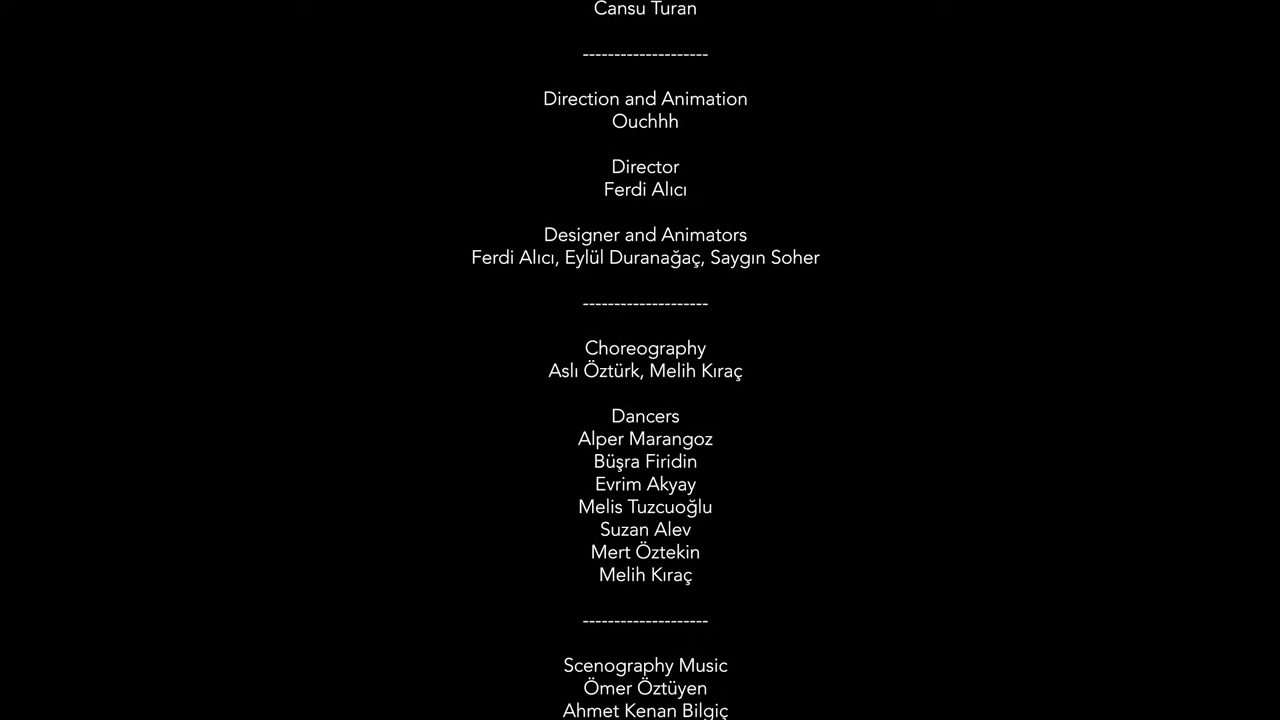 Cansu Turan
--------------------
Direction and Animation
Ouchhh
Director
Ferdi Alıcı
Designer and Animators
Ferdi Alıcı, Eylül Duranağaç, Saygın Soher
--------------------
Choreography
Aslı Öztürk, Melih Kıraç
Dancers
Alper Marangoz
Büşra Firidin
Evrim Akyay
Melis Tuzcuoğlu
Suzan Alev
Mert Öztekin
Melih Kıraç
--------------------
Scenography Music
Ömer Öztüyen
Ahmet Kenan Bilgiç